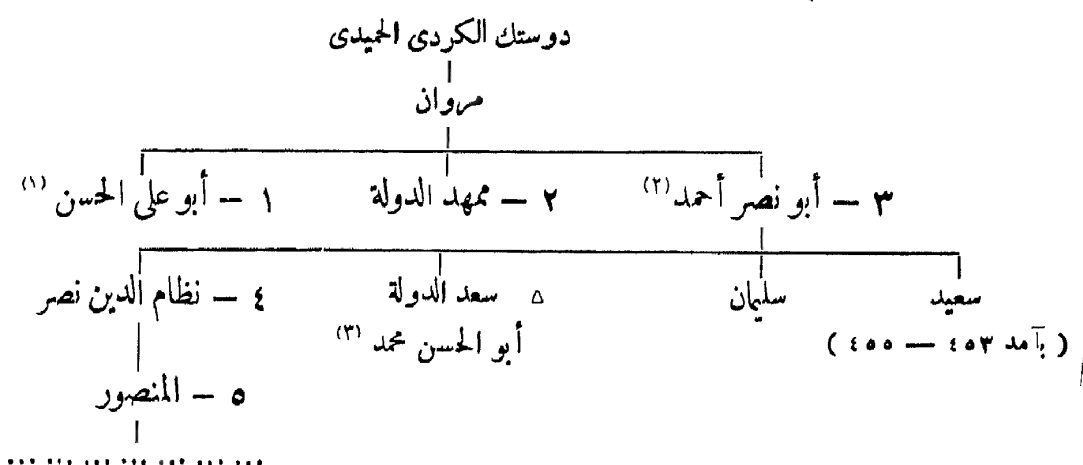 دوستك الكردى الحميدى
مروان
٣ — أبو نصر أحمد (٢) ٢ — ممهد الدولة ١ — أبو على الحسن (١)
سعيد سليمان △ سعد الدولة ٤ — نظام الدين نصر
( بآمد ٤٥٣ — ٤٥٥ ) أبو الحسن محمد (٣)
٥ — المنصور
... ... ... ... ... ... ... ...